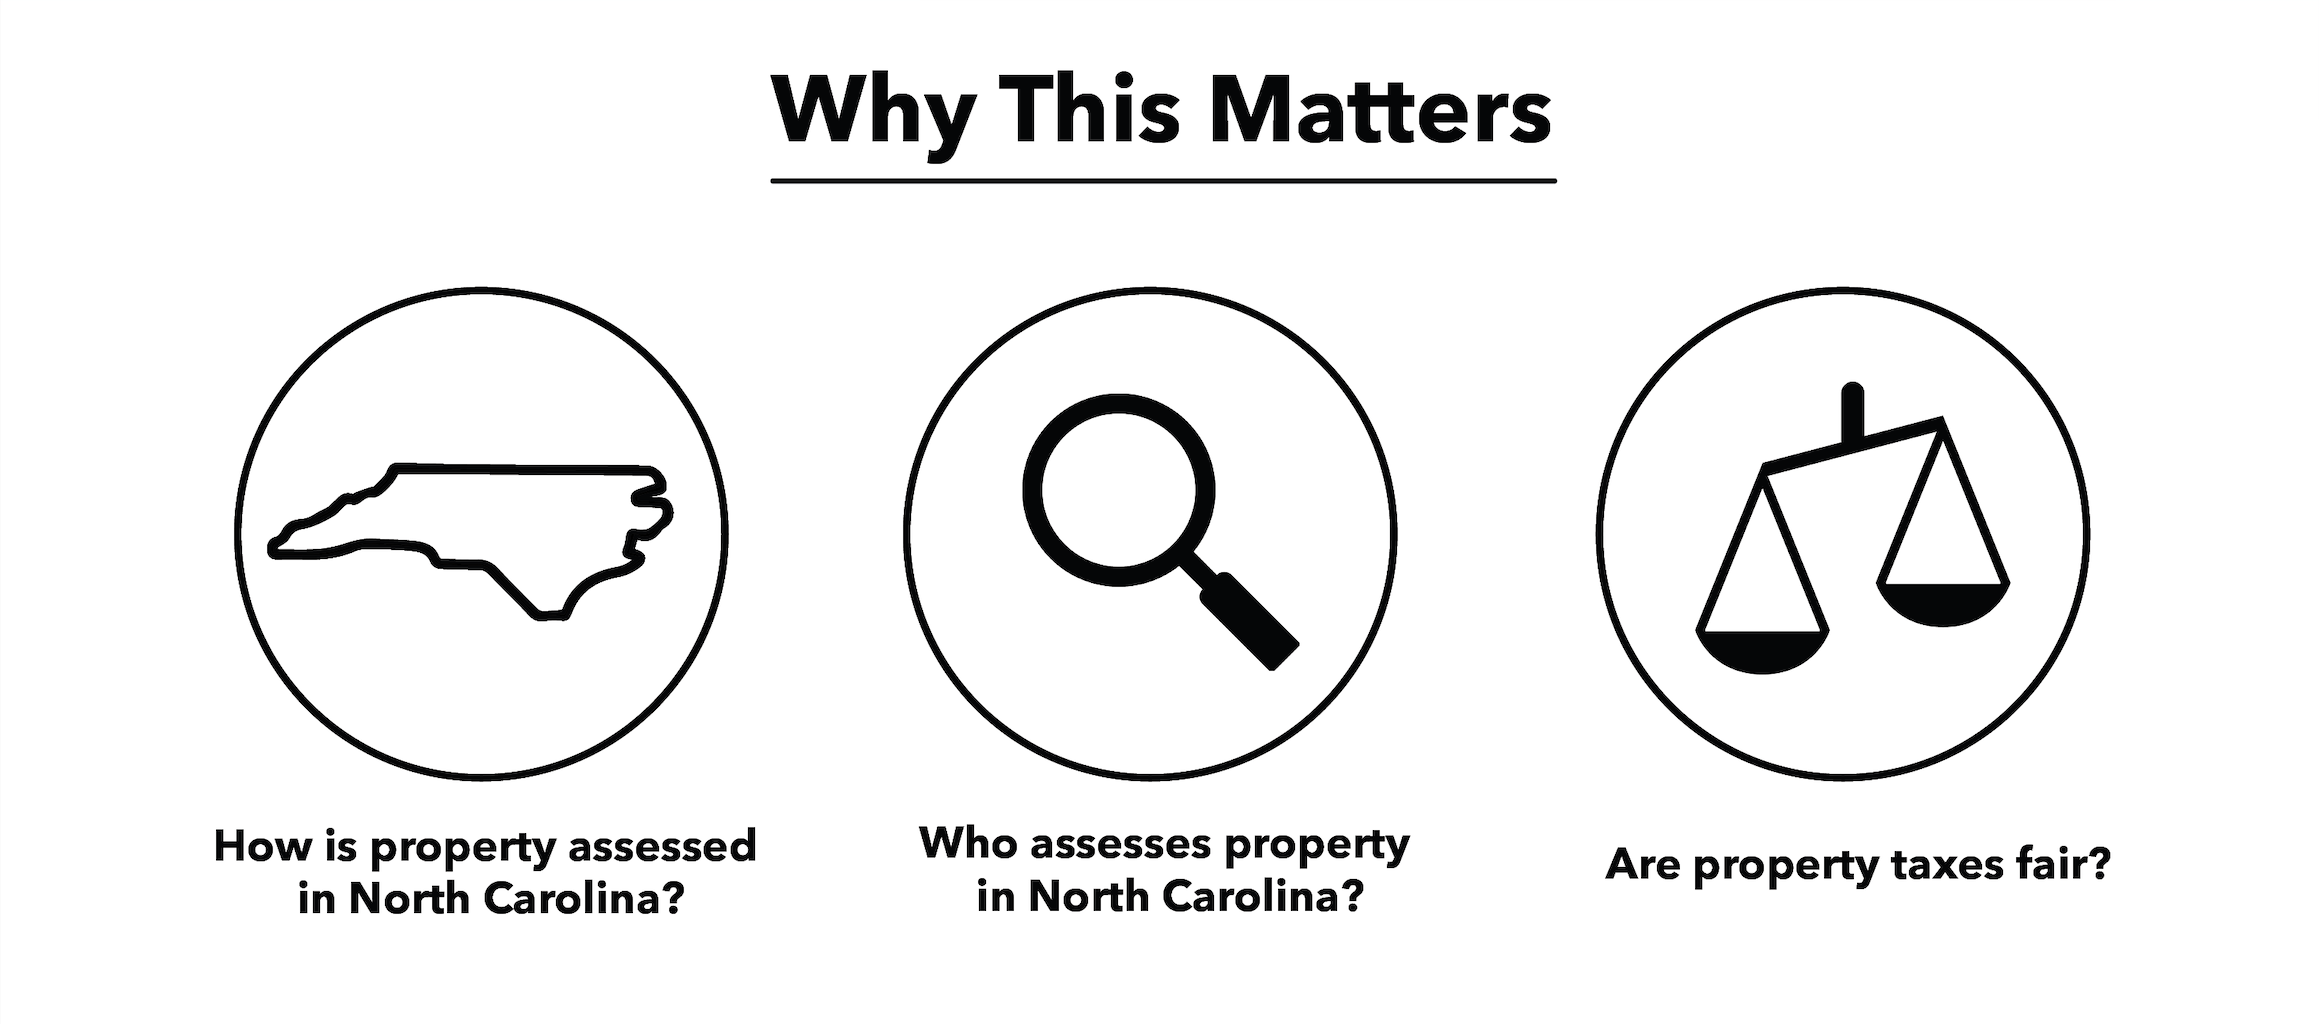 Why This Matters
How is property assessed
in North Carolina?
Who assesses property
in North Carolina?
Are property taxes fair?